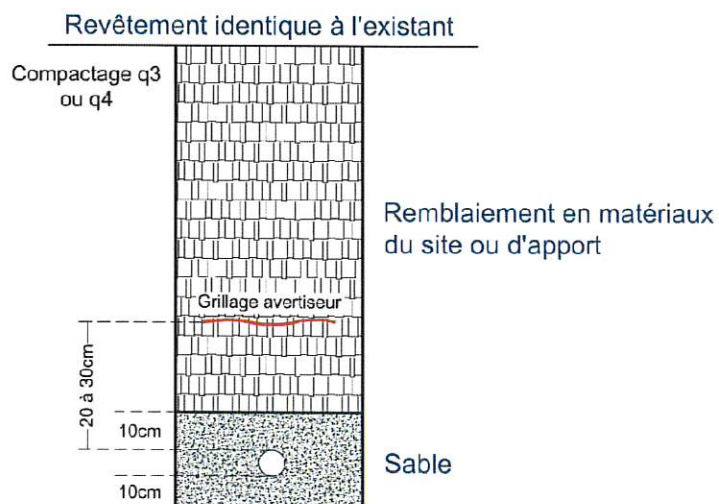 Revêtement identique à l'existant
Compactage q3
ou q4
Remblaiement en matériaux
du site ou d'apport
Grillage avertiseur
20 à 30cm
10cm
Sable
10cm